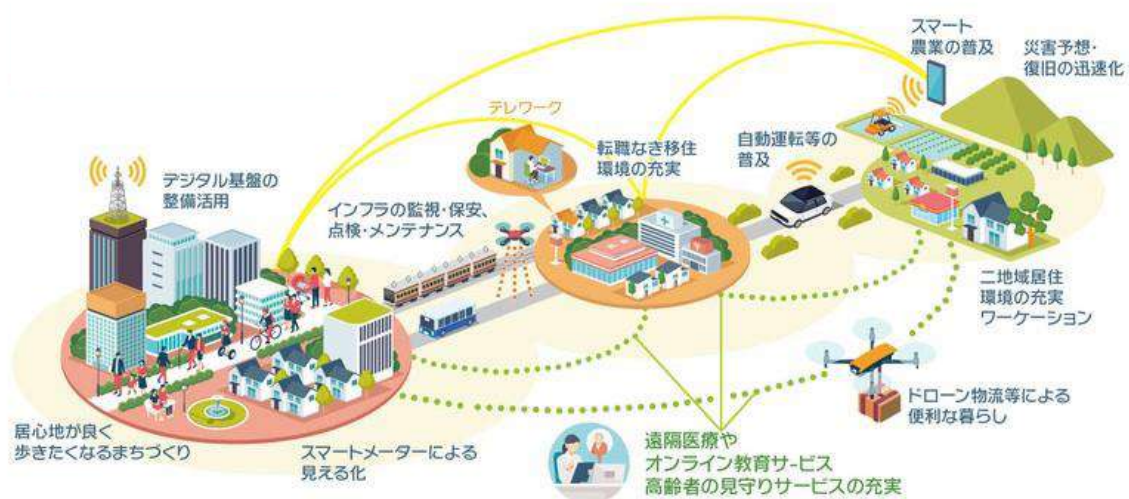 スマート
農業の普及
災害予想・
復旧の迅速化
テレワーク
転職なき移住
環境の充実
自動運転等の
普及
デジタル基盤の
整備活用
インフラの監視・保安、
点検・メンテナンス
二地域居住
環境の充実
ワーケーション
ドローン物流等による
便利な暮らし
居心地が良く
歩きたくなるまちづくり
スマートメーターによる
見える化
遠隔医療や
オンライン教育サービス
高齢者の見守りサービスの充実